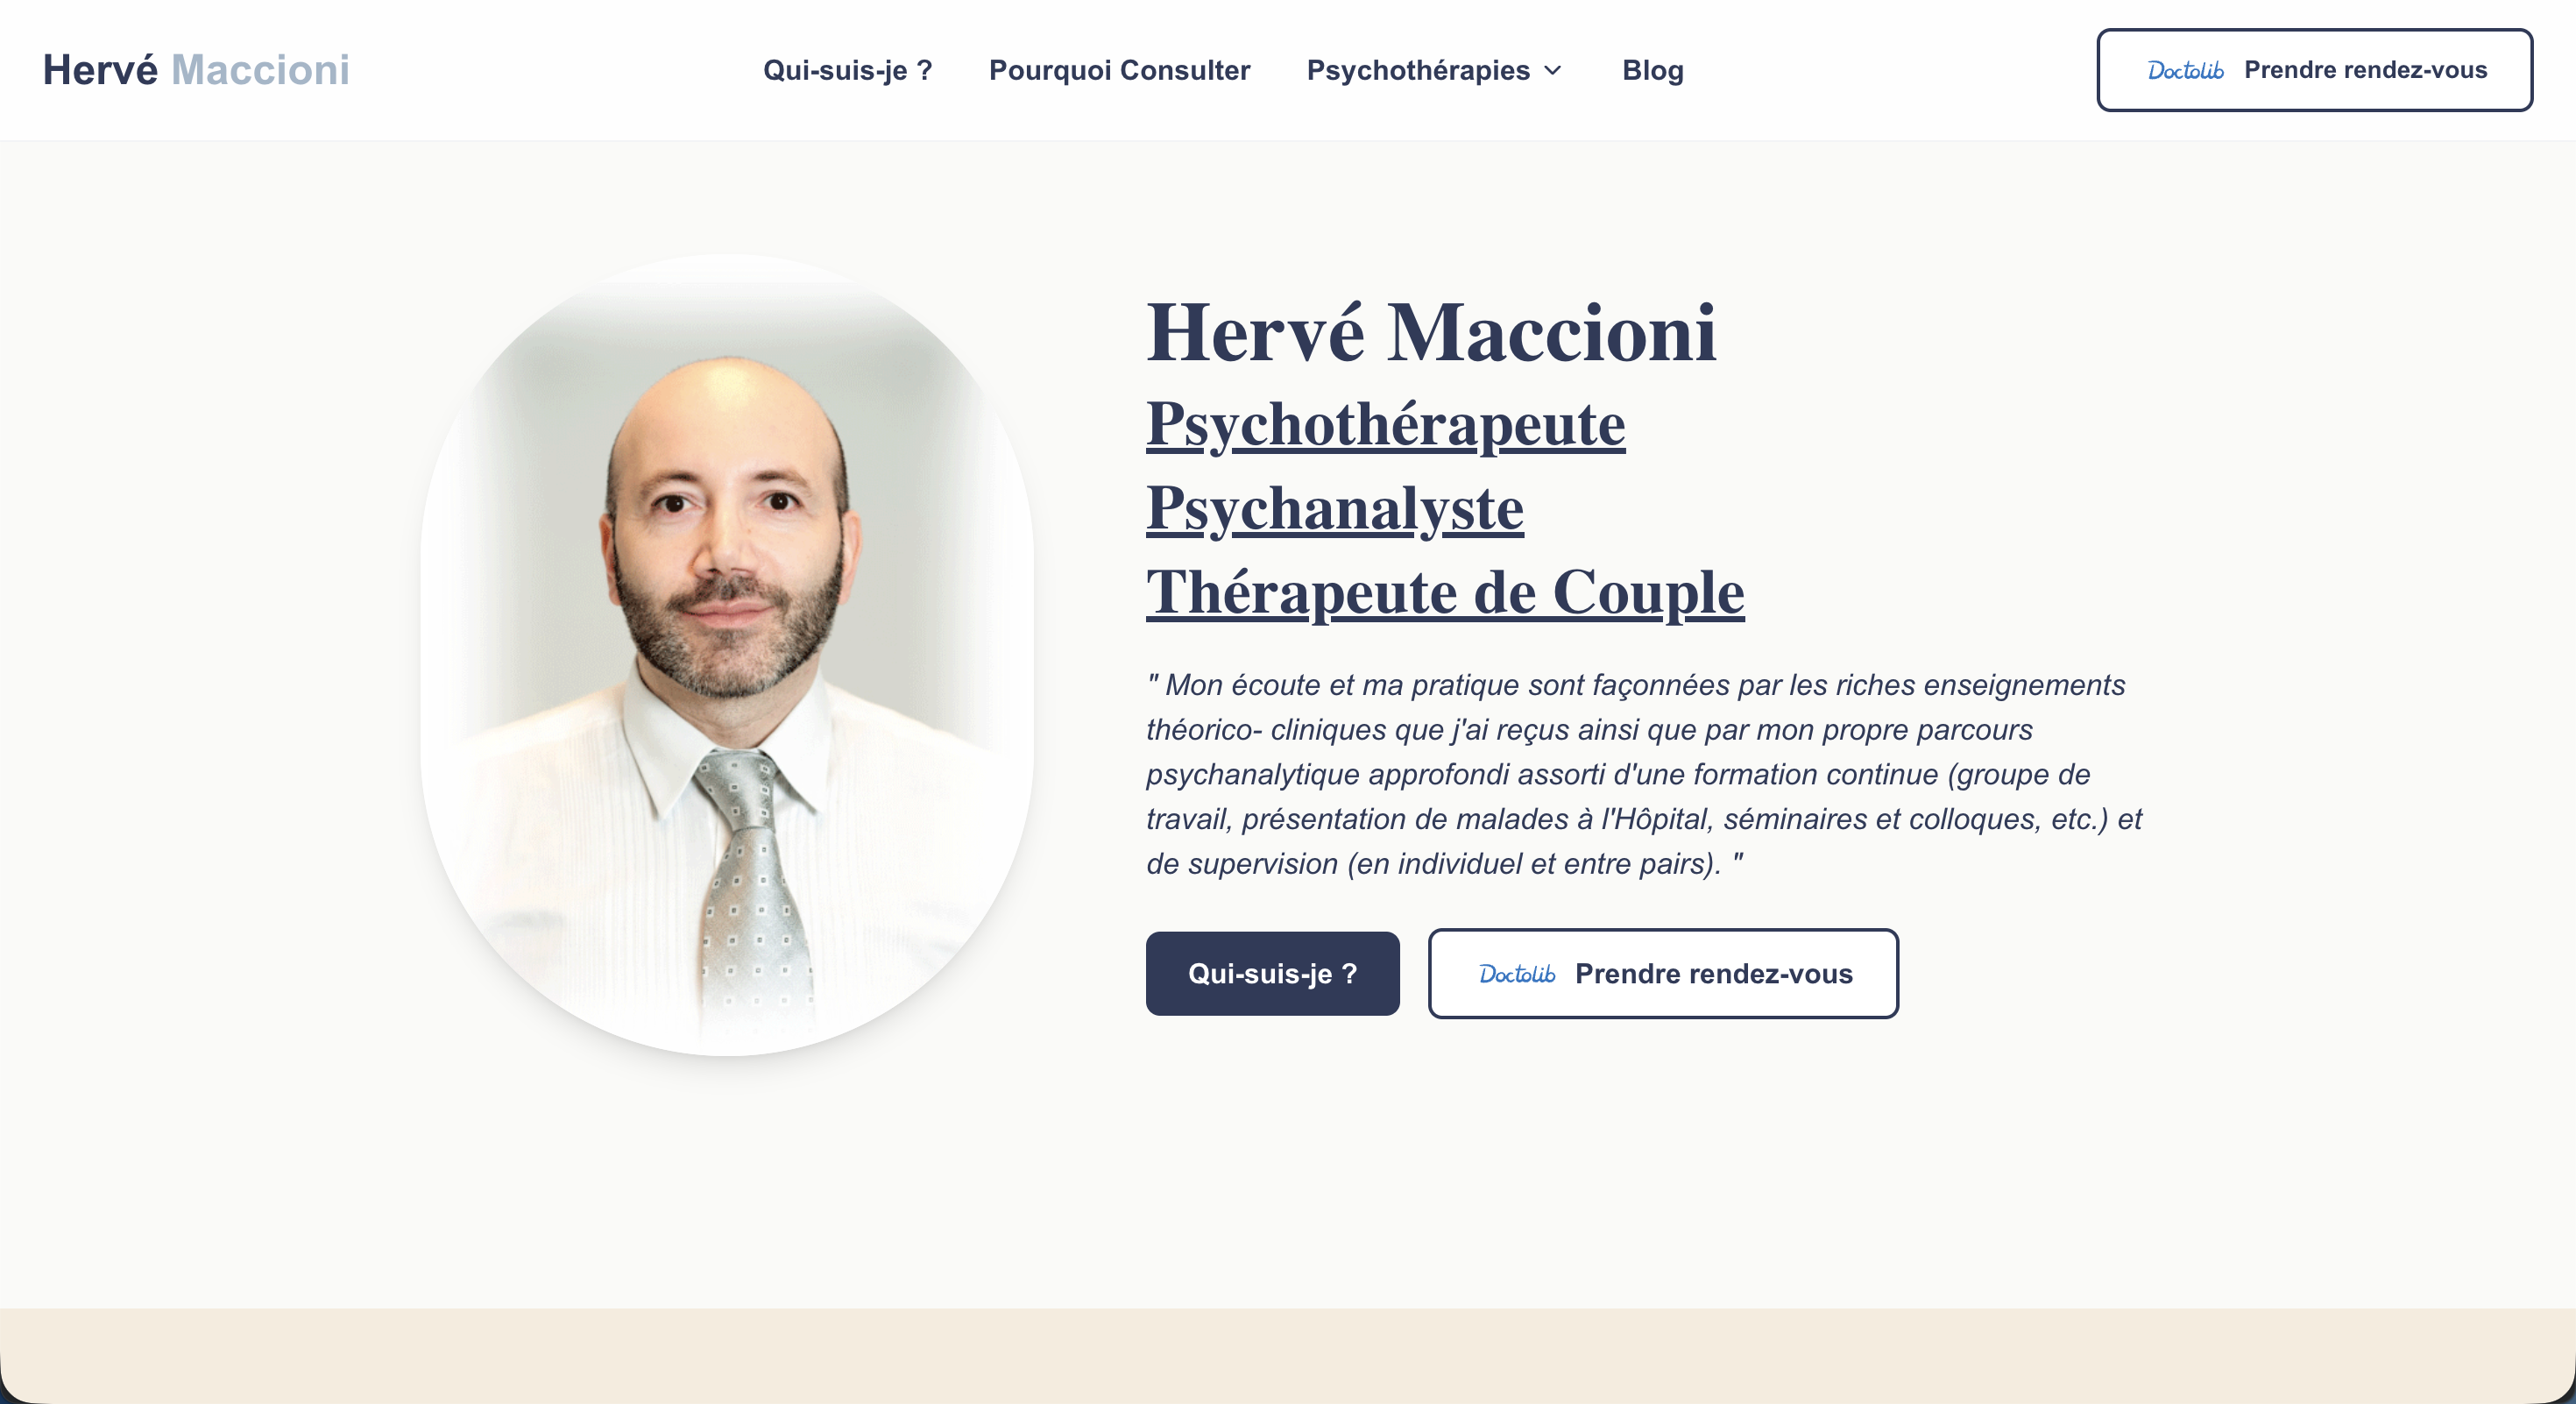 Hervé Maccioni
Qui-suis-je ?
Pourquoi Consulter
Psychothérapies
Blog
Doctolib Prendre rendez-vous
Hervé Maccioni
Psychothérapeute
Psychanalyste
Thérapeute de Couple
" Mon écoute et ma pratique sont façonnées par les riches enseignements
théorico- cliniques que j'ai reçus ainsi que par mon propre parcours
psychanalytique approfondi assorti d'une formation continue (groupe de
travail, présentation de malades à l'Hôpital, séminaires et colloques, etc.) et
de supervision (en individuel et entre pairs). "
Qui-suis-je ?
Doctolib Prendre rendez-vous